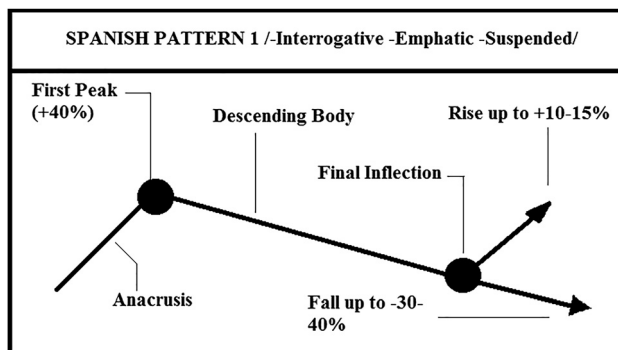 SPANISH PATTERN 1 /-Interrogative -Emphatic -Suspended/
First Peak
(+40%)
Descending Body
Rise up to +10-15%
Final Inflection
Anacrusis
Fall up to -30-
40%